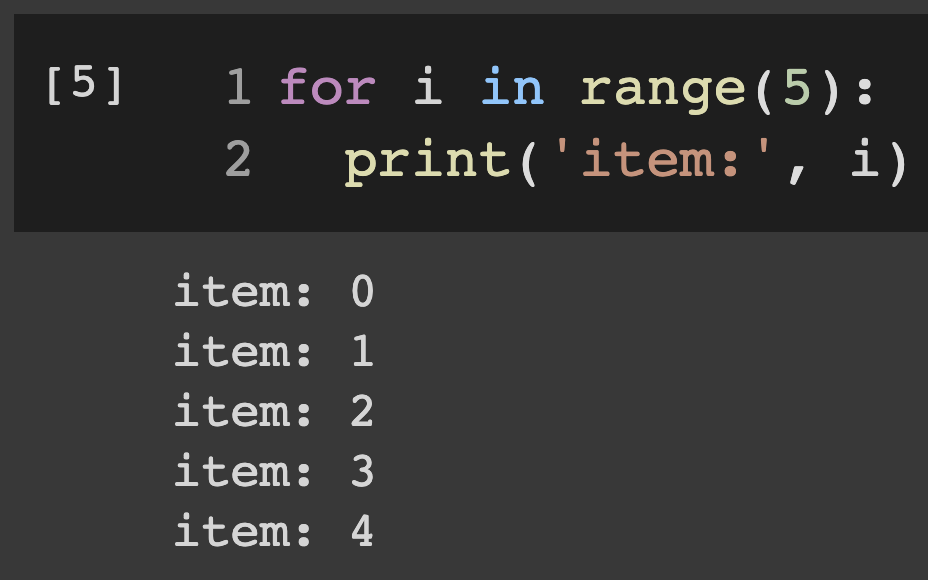 [5] 1 for i in range(5):
2   print('item:', i)
item: 0
item: 1
item: 2
item: 3
item: 4